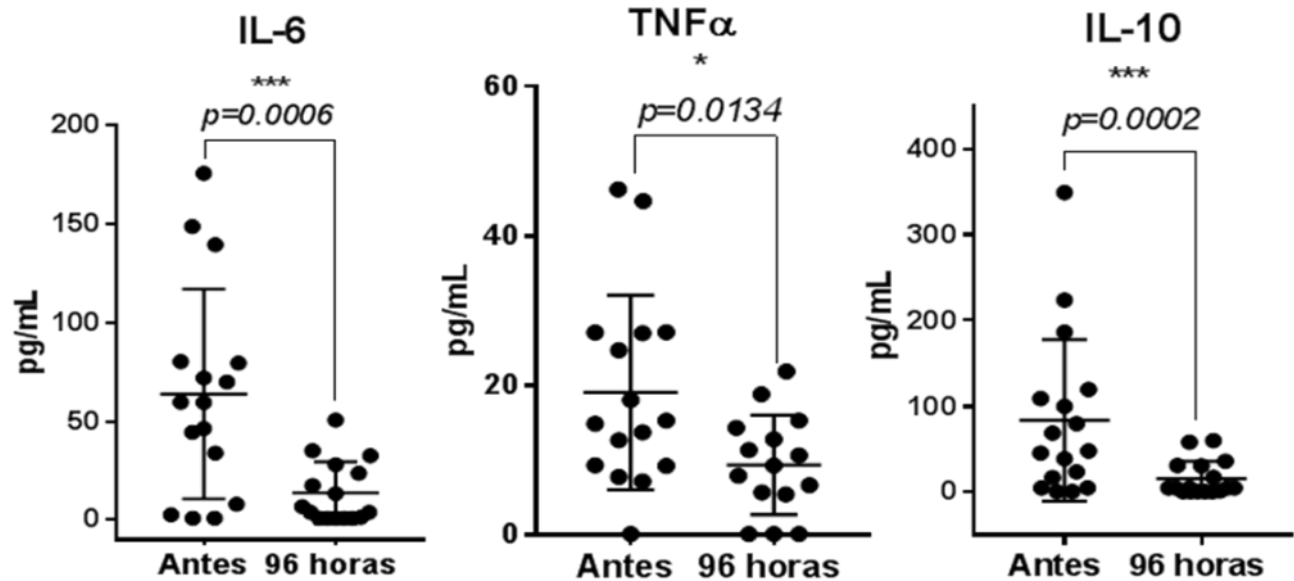 IL-6
***
p=0.0006
200
150
100
50
0
pg/mL
Antes 96 horas
TNFα
*
p=0.0134
60
40
20
0
pg/mL
Antes 96 horas
IL-10
***
p=0.0002
400
300
200
100
0
pg/mL
Antes 96 horas